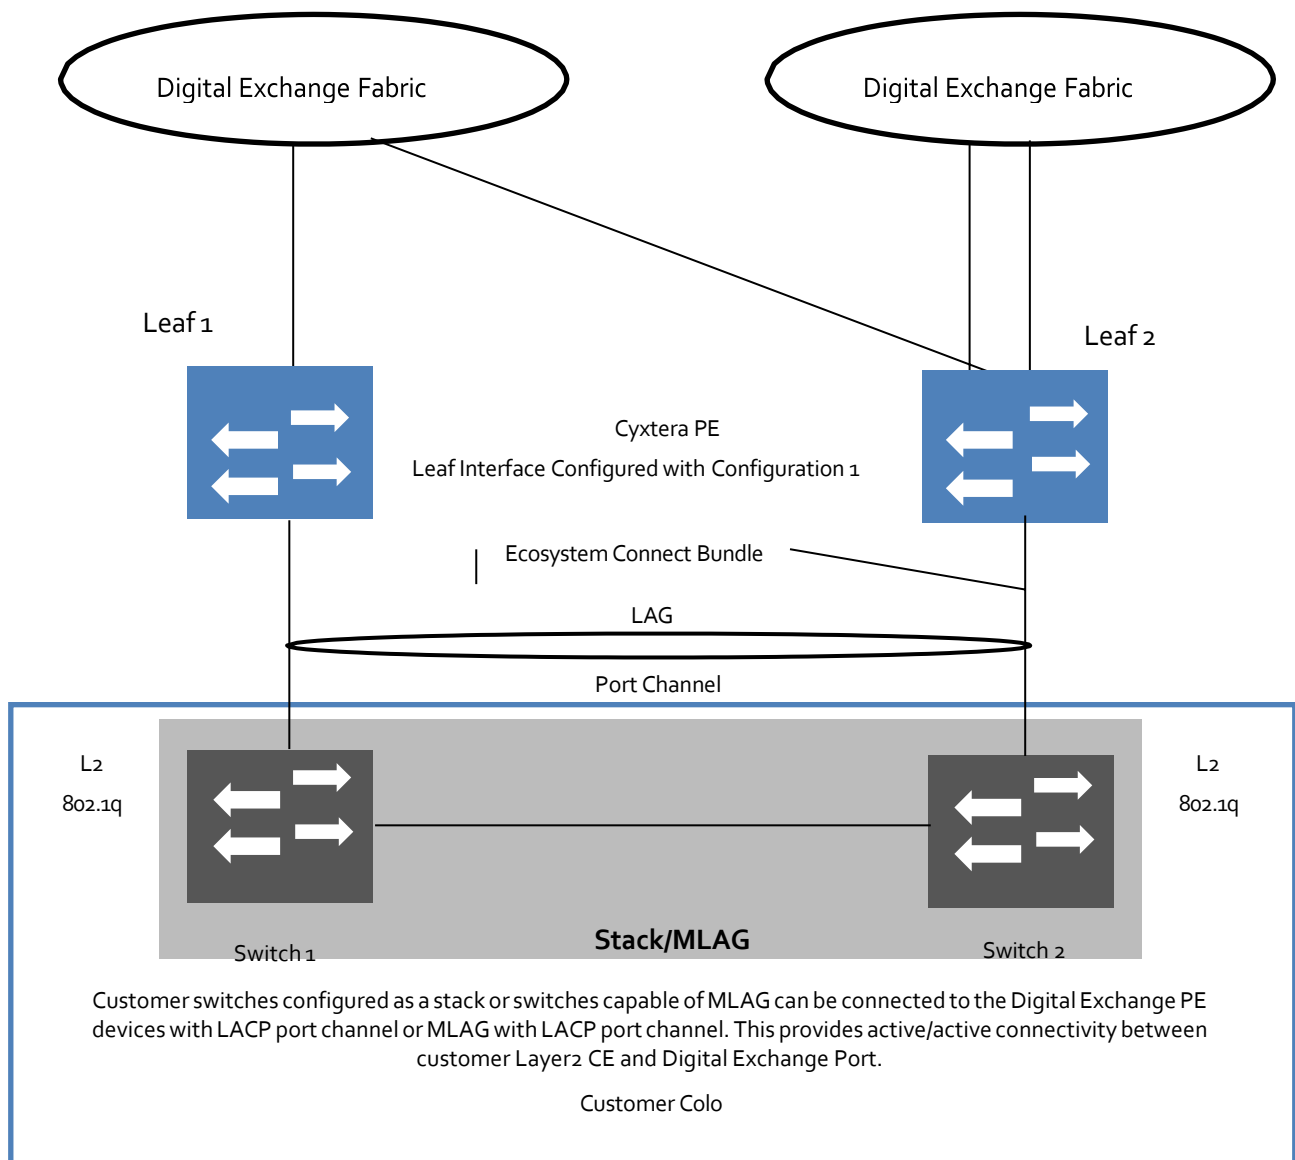 Digital Exchange Fabric
Digital Exchange Fabric
Leaf 1
Leaf 2
Cyxtera PE
Leaf Interface Configured with Configuration 1
Ecosystem Connect Bundle
LAG
Port Channel
L2
802.1q
L2
802.1q
Switch 1
Stack/MLAG
Switch 2
Customer switches configured as a stack or switches capable of MLAG can be connected to the Digital Exchange PE
devices with LACP port channel or MLAG with LACP port channel. This provides active/active connectivity between
customer Layer2 CE and Digital Exchange Port.
Customer Colo